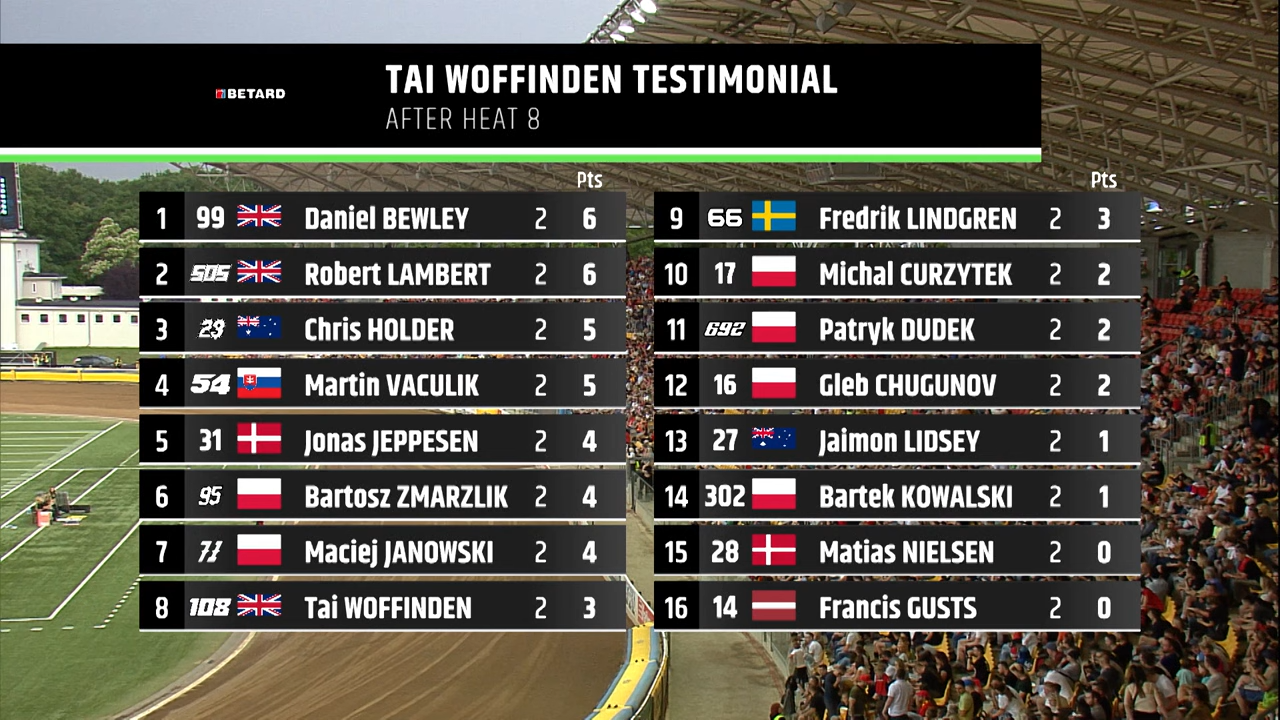 BETARD
TAI WOFFINDEN TESTIMONIAL
AFTER HEAT 8
Pts
1 99 Daniel BEWLEY 2 6
2 505 Robert LAMBERT 2 6
3 29 Chris HOLDER 2 5
4 54 Martin VACULIK 2 5
5 31 Jonas JEPPESEN 2 4
6 95 Bartosz ZMARZLIK 2 4
7 71 Maciej JANOWSKI 2 4
8 108 Tai WOFFINDEN 2 3
Pts
9 66 Fredrik LINDGREN 2 3
10 17 Michal CURZYTEK 2 2
11 692 Patryk DUDEK 2 2
12 16 Gleb CHUGUNOV 2 2
13 27 Jaimon LIDSEY 2 1
14 302 Bartek KOWALSKI 2 1
15 28 Matias NIELSEN 2 0
16 14 Francis GUSTS 2 0